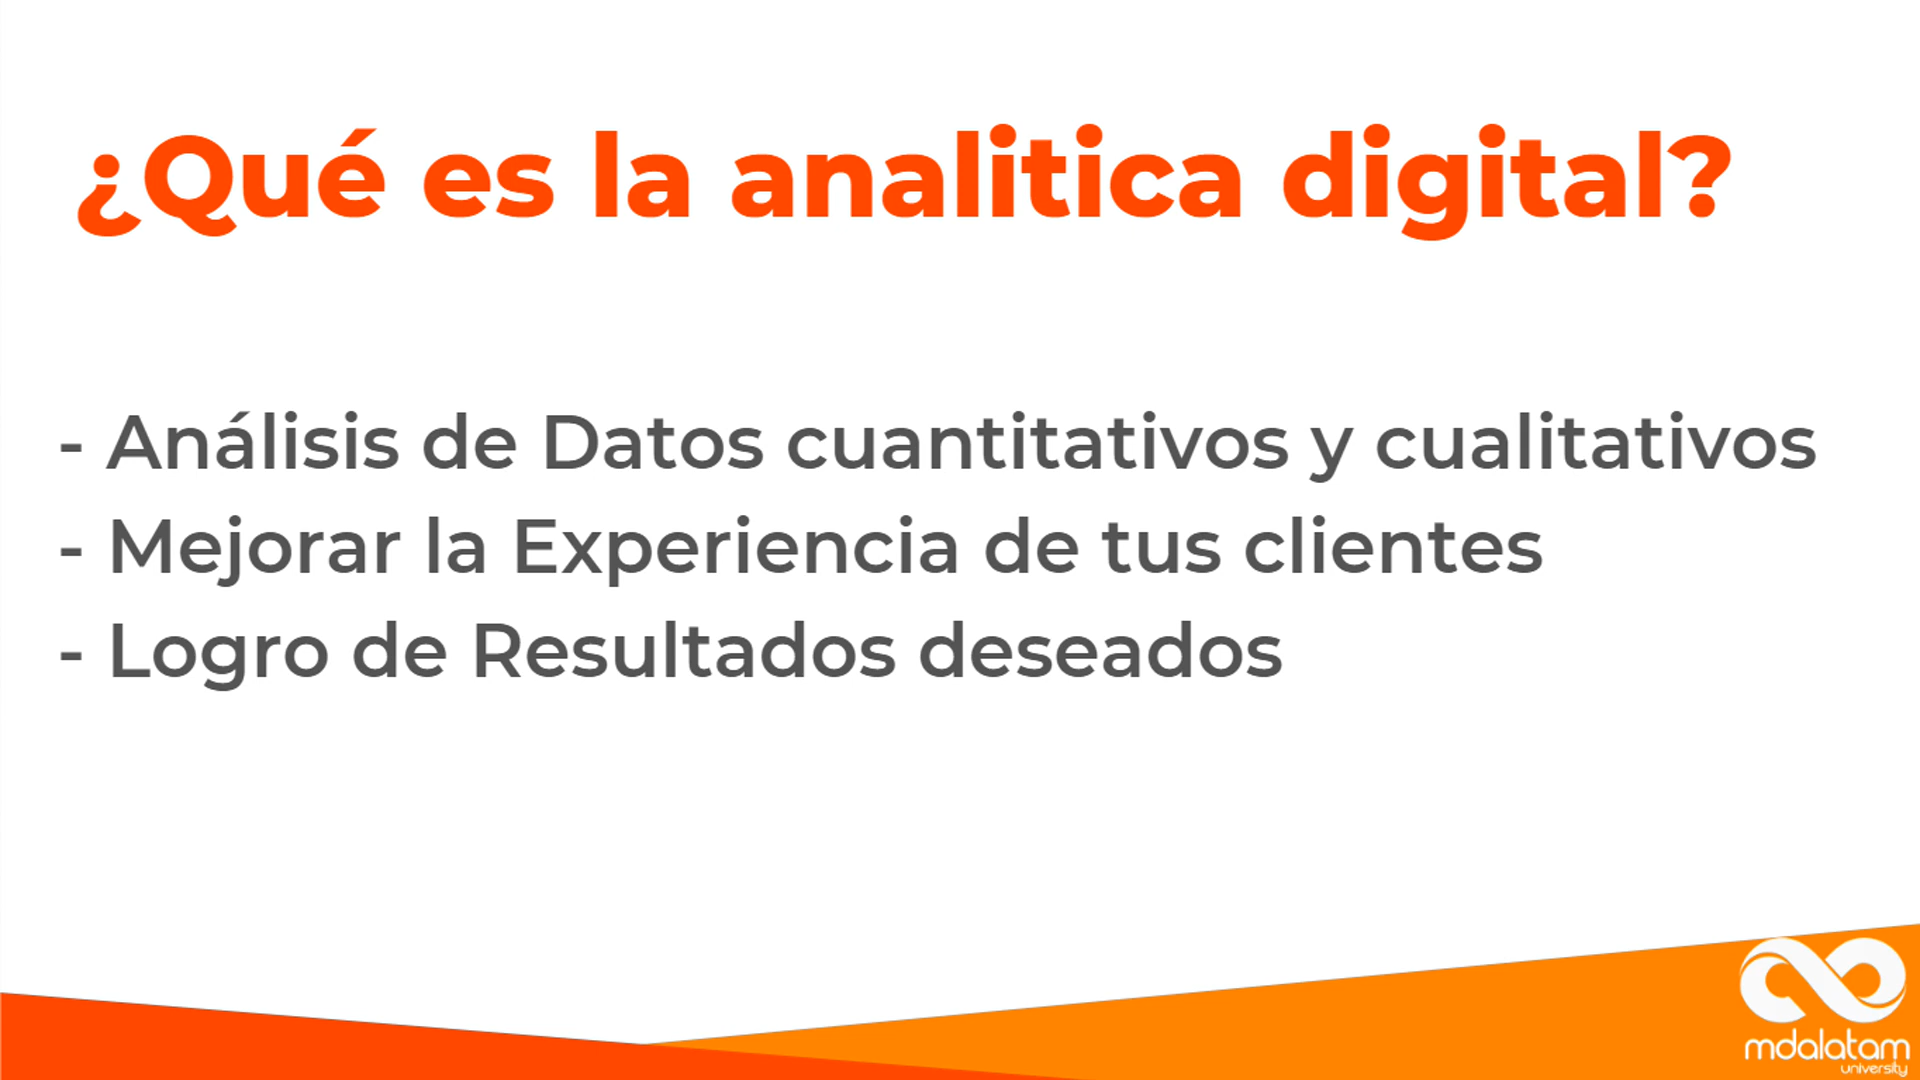 ¿Qué es la analitica digital?
- Análisis de Datos cuantitativos y cualitativos
- Mejorar la Experiencia de tus clientes
- Logro de Resultados deseados
mdalatam
university